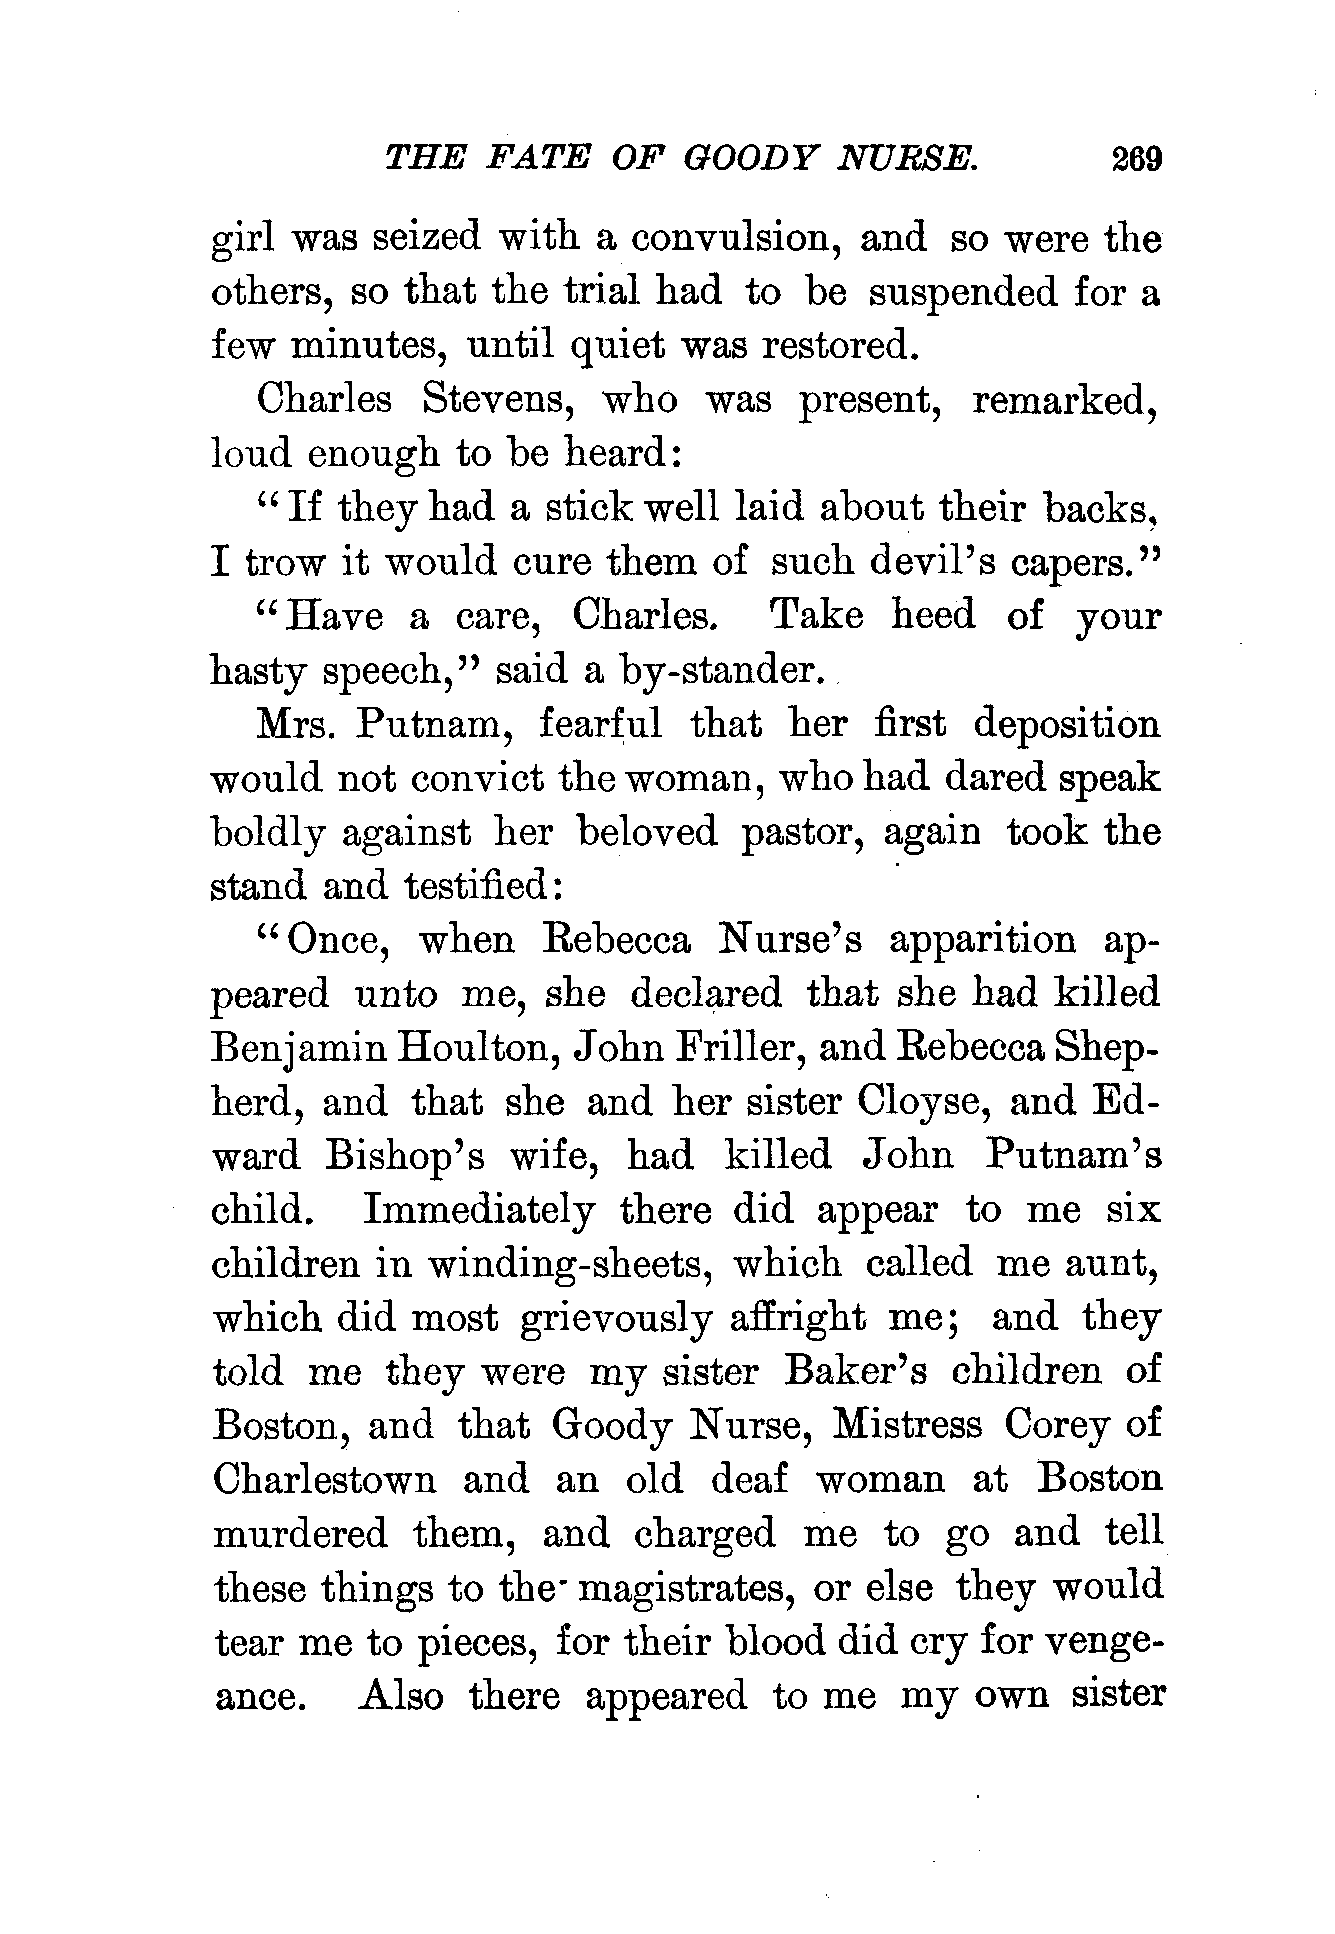 THE FATE OF GOODY NURSE. 269
girl was seized with a convulsion, and so were the
others, so that the trial had to be suspended for a
few minutes, until quiet was restored.
Charles Stevens, who was present, remarked,
loud enough to be heard:
"If they had a stick well laid about their backs,
I trow it would cure them of such devil's capers."
"Have a care, Charles. Take heed of your
hasty speech," said a by-stander.
Mrs. Putnam, fearful that her first deposition
would not convict the woman, who had dared speak
boldly against her beloved pastor, again took the
stand and testified:
"Once, when Rebecca Nurse's apparition ap-
peared unto me, she declared that she had killed
Benjamin Houlton, John Friller, and Rebecca Shep-
herd, and that she and her sister Cloyse, and Ed-
ward Bishop's wife, had killed John Putnam's
child. Immediately there did appear to me six
children in winding-sheets, which called me aunt,
which did most grievously affright me; and they
told me they were my sister Baker's children of
Boston, and that Goody Nurse, Mistress Corey of
Charlestown and an old deaf woman at Boston
murdered them, and charged me to go and tell
these things to the magistrates, or else they would
tear me to pieces, for their blood did cry for venge-
ance. Also there appeared to me my own sister